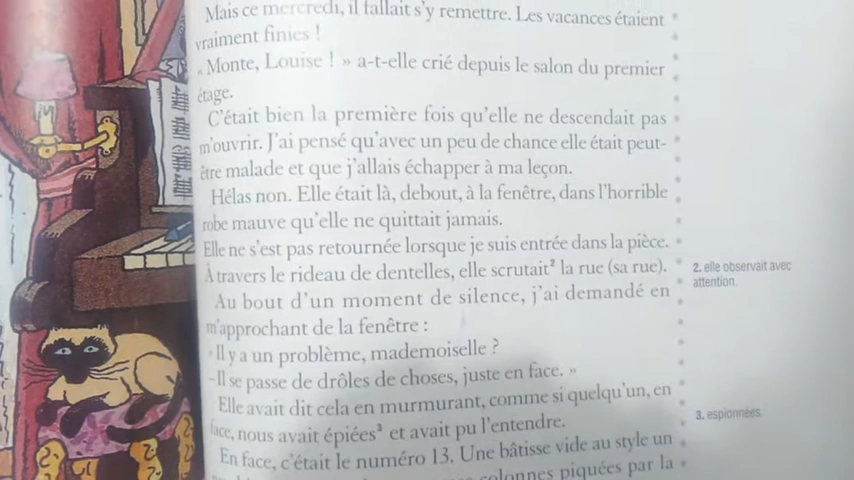 Mais ce mercredi, il fallait s'y remettre. Les vacances étaient
vraiment finies !
« Monte, Louise ! » a-t-elle crié depuis le salon du premier
étage.
C'était bien la première fois qu'elle ne descendait pas
m'ouvrir. J'ai pensé qu'avec un peu de chance elle était peut-
être malade et que j'allais échapper à ma leçon.
Hélas non. Elle était là, debout, à la fenêtre, dans l'horrible
robe mauve qu'elle ne quittait jamais.
Elle ne s'est pas retournée lorsque je suis entrée dans la pièce.
À travers le rideau de dentelles, elle scrutait² la rue (sa rue).
Au bout d'un moment de silence, j'ai demandé en
m'approchant de la fenêtre :
« Il y a un problème, mademoiselle ?
– Il se passe de drôles de choses, juste en face. »
Elle avait dit cela en murmurant, comme si quelqu'un, en
face, nous avait épiées³ et avait pu l'entendre.
En face, c'était le numéro 13. Une bâtisse vide au style un
colonnes piquées par la
2. elle observait avec
attention.
3. espionnées.